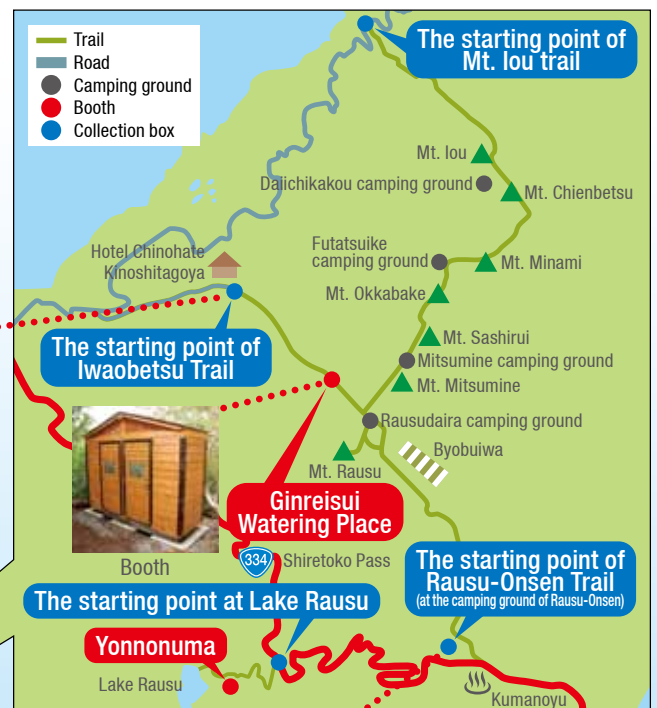 Trail
Road
Camping ground
Booth
Collection box
The starting point of
Mt. Iou trail
Mt. Iou
Daiichikakou camping ground
Mt. Chienbetsu
Futatsuike
camping ground
Mt. Minami
Hotel Chinohate
Kinoshitagoya
Mt. Okkabake
The starting point of
Iwaobetsu Trail
Mt. Sashirui
Mitsumine camping ground
Mt. Mitsumine
Rausudaira camping ground
Byobuiwa
Mt. Rausu
Ginreisui
Watering Place
Booth
334
Shiretoko Pass
The starting point of
Rausu-Onsen Trail
(at the camping ground of Rausu-Onsen)
The starting point at Lake Rausu
Yonnonuma
Lake Rausu
Kumanoyu